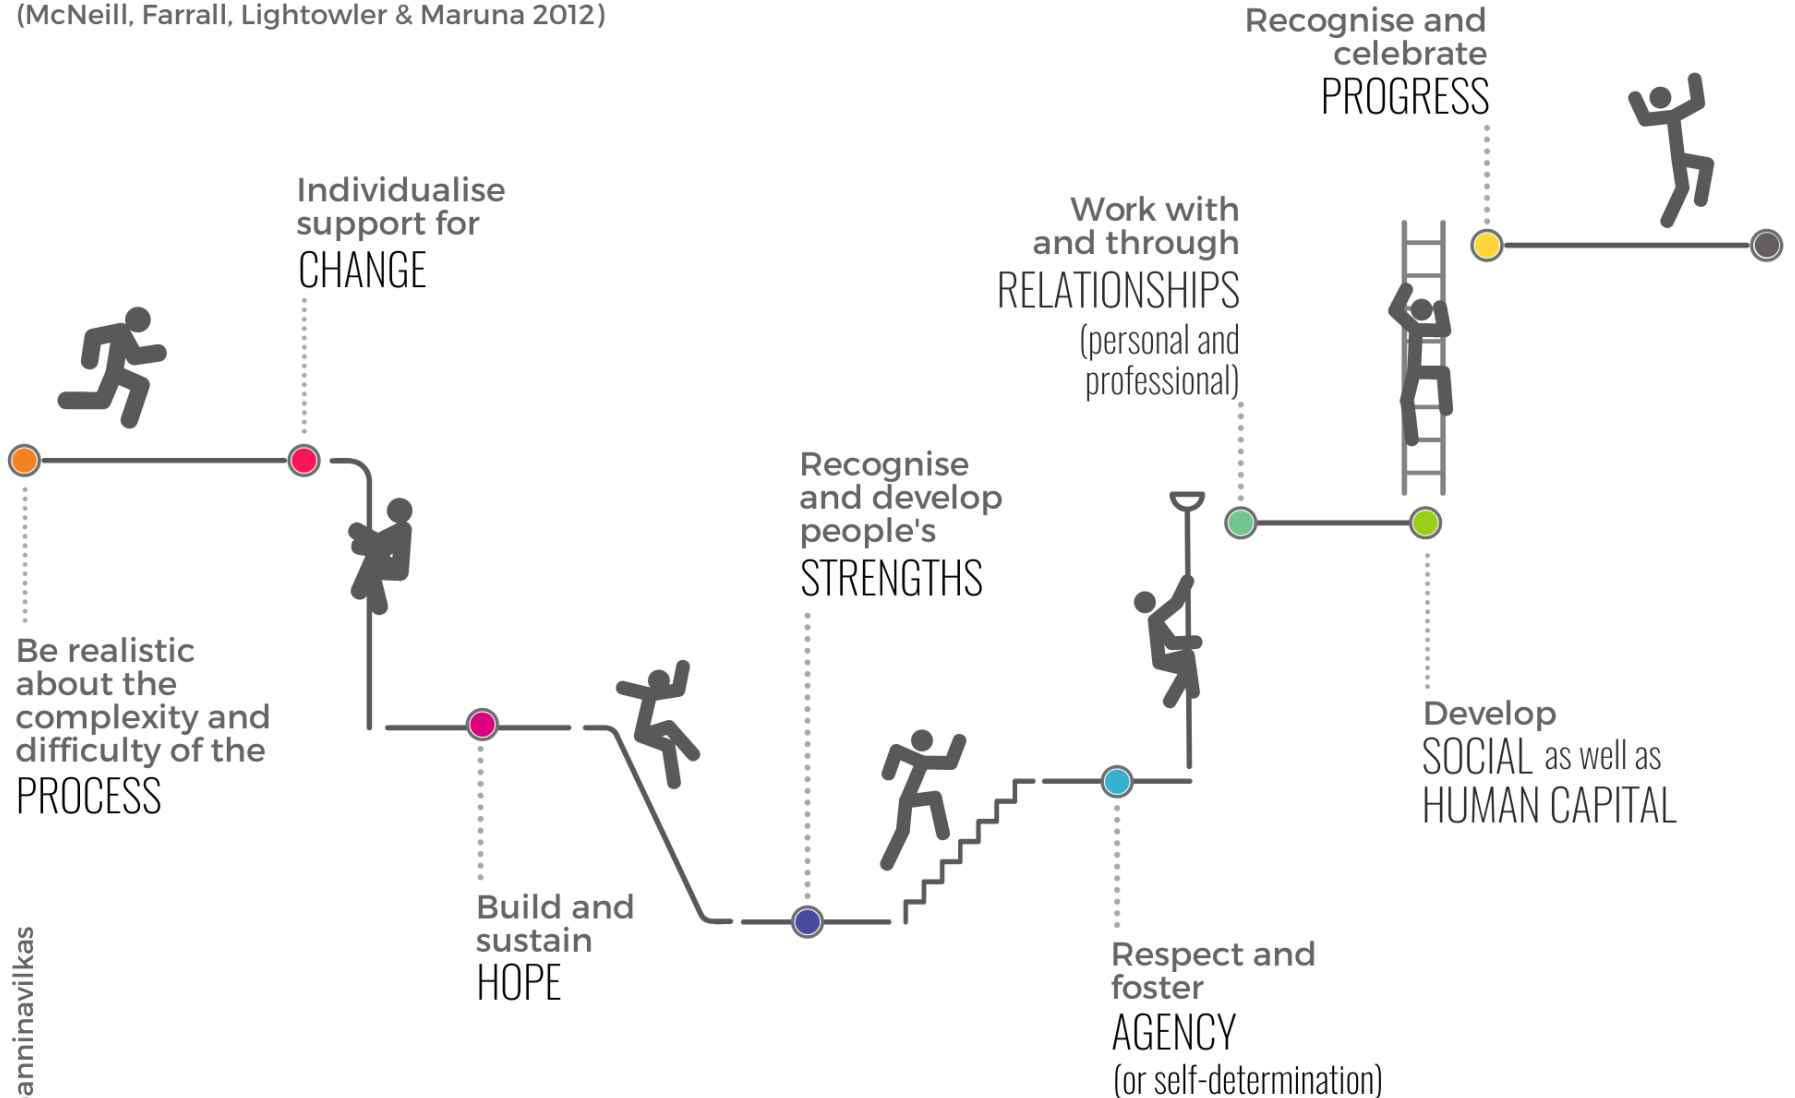 (McNeill, Farrall, Lightowler & Maruna 2012)
Be realistic
about the
complexity and
difficulty of the
PROCESS
Individualise
support for
CHANGE
Build and
sustain
HOPE
Recognise
and develop
people's
STRENGTHS
Respect and
foster
AGENCY
(or self-determination)
Work with
and through
RELATIONSHIPS
(personal and
professional)
Develop
SOCIAL as well as
HUMAN CAPITAL
Recognise and
celebrate
PROGRESS